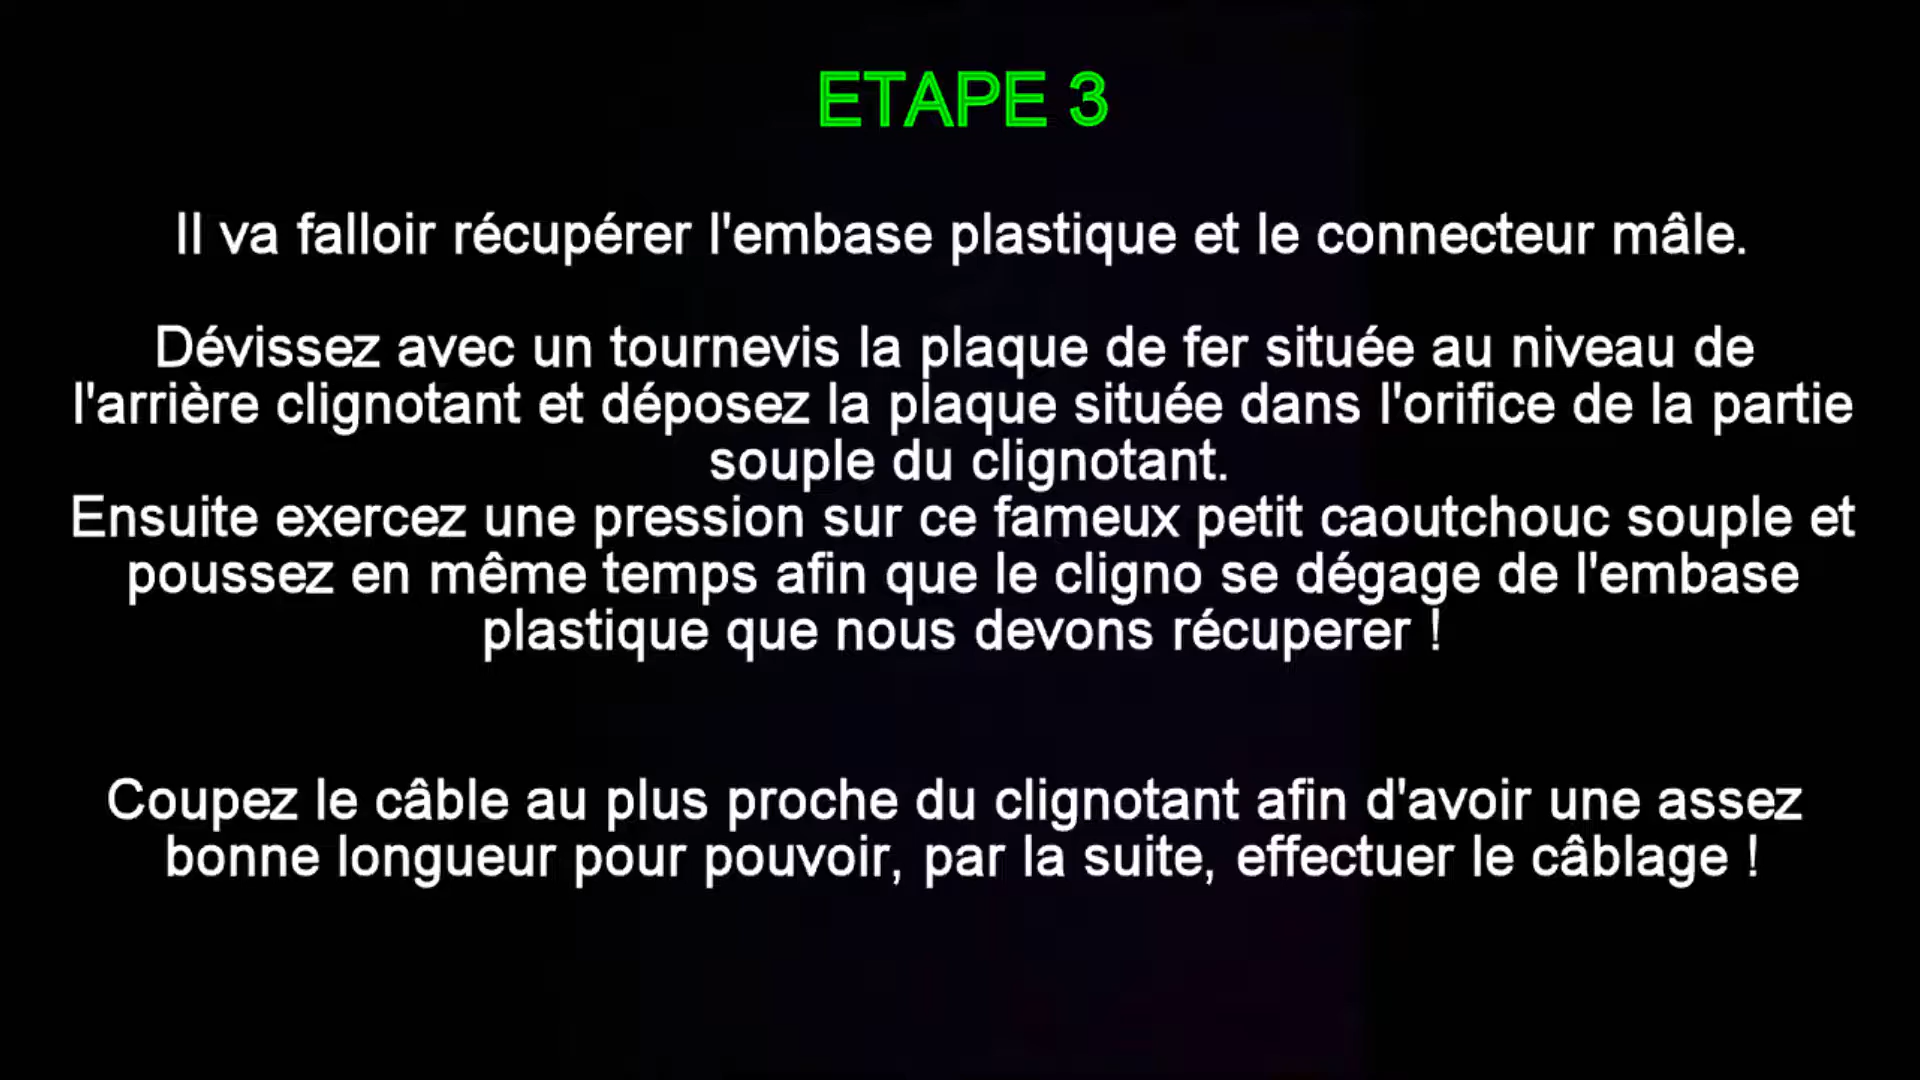 ETAPE 3
Il va falloir récupérer l'embase plastique et le connecteur mâle.
Dévissez avec un tournevis la plaque de fer située au niveau de
l'arrière clignotant et déposez la plaque située dans l'orifice de la partie
souple du clignotant.
Ensuite exercez une pression sur ce fameux petit caoutchouc souple et
poussez en même temps afin que le cligno se dégage de l'embase
plastique que nous devons récuperer !
Coupez le câble au plus proche du clignotant afin d'avoir une assez
bonne longueur pour pouvoir, par la suite, effectuer le câblage !